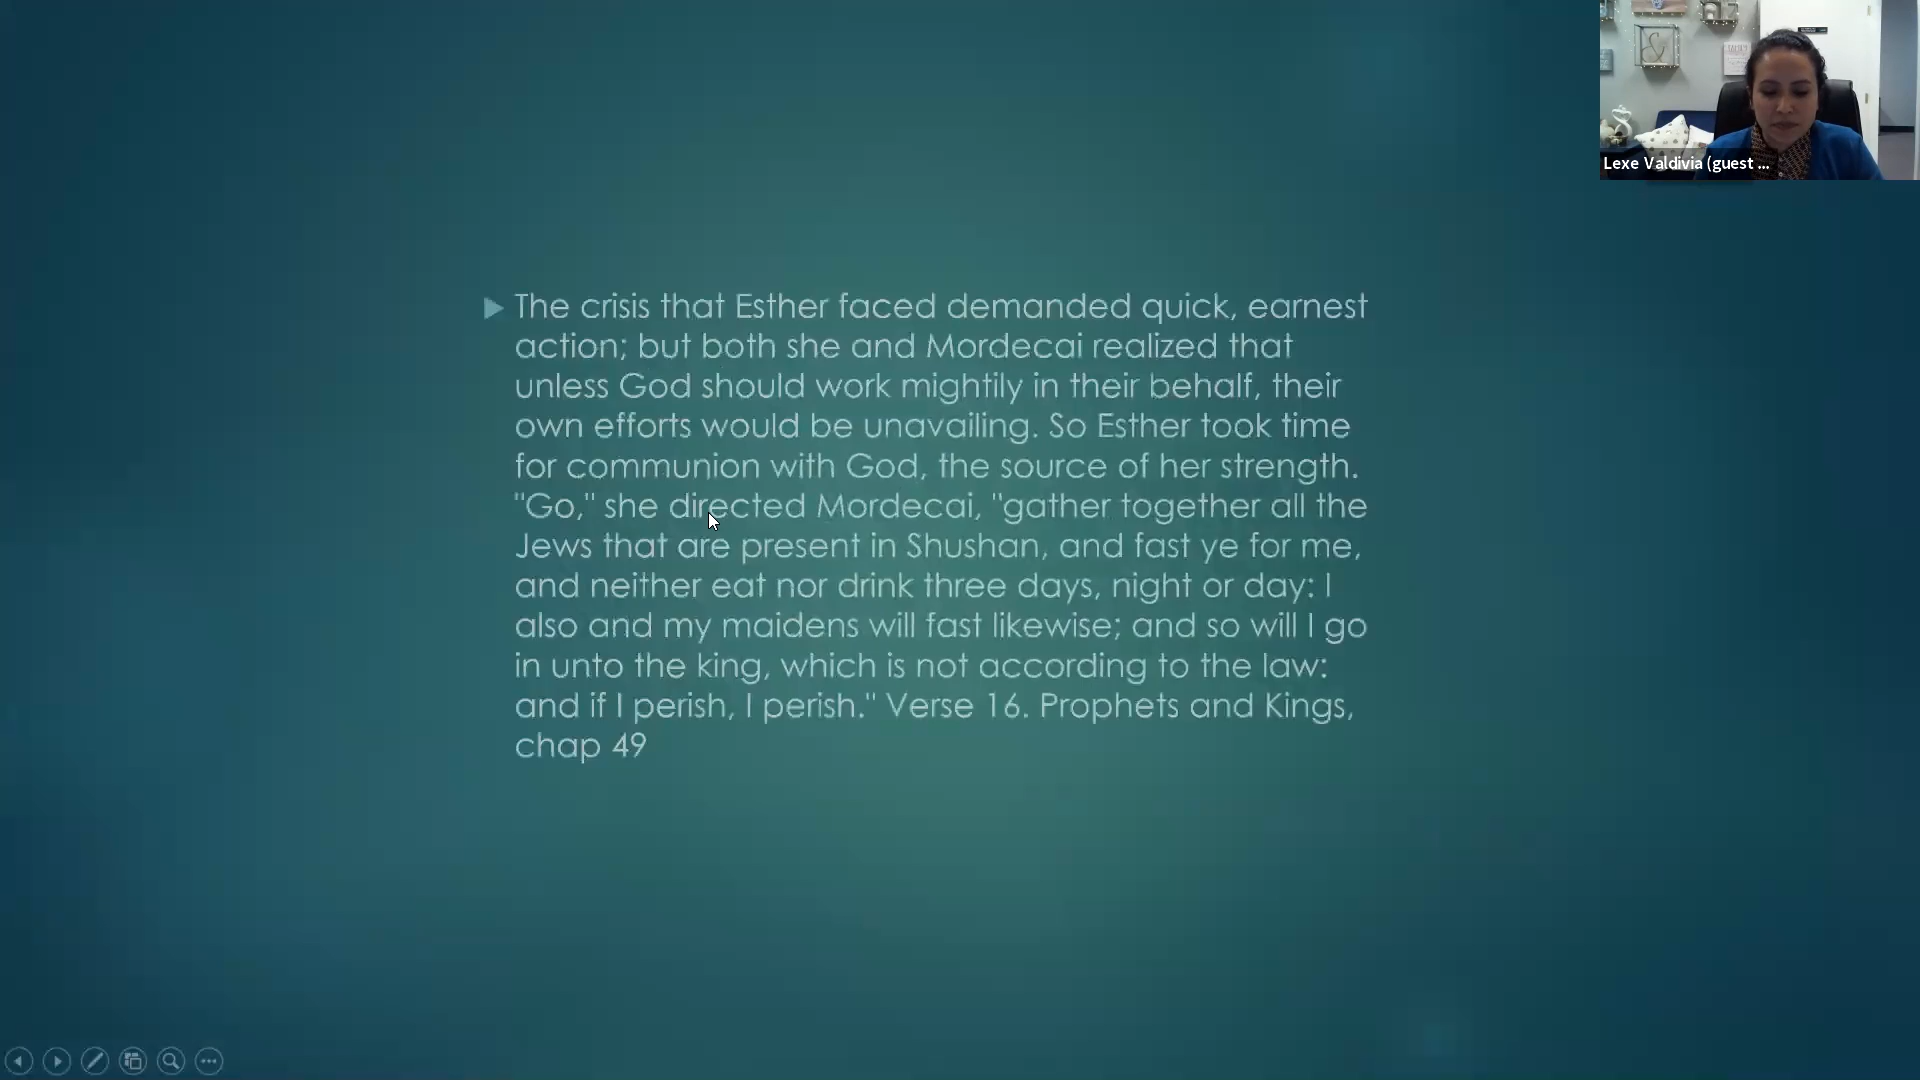 The crisis that Esther faced demanded quick, earnest
action; but both she and Mordecai realized that
unless God should work mightily in their behalf, their
own efforts would be unavailing. So Esther took time
for communion with God, the source of her strength.
"Go," she directed Mordecai, "gather together all the
Jews that are present in Shushan, and fast ye for me,
and neither eat nor drink three days, night or day: I
also and my maidens will fast likewise; and so will I go
in unto the king, which is not according to the law:
and if I perish, I perish." Verse 16. Prophets and Kings,
chap 49
&
Lexe Valdivia (guest ...